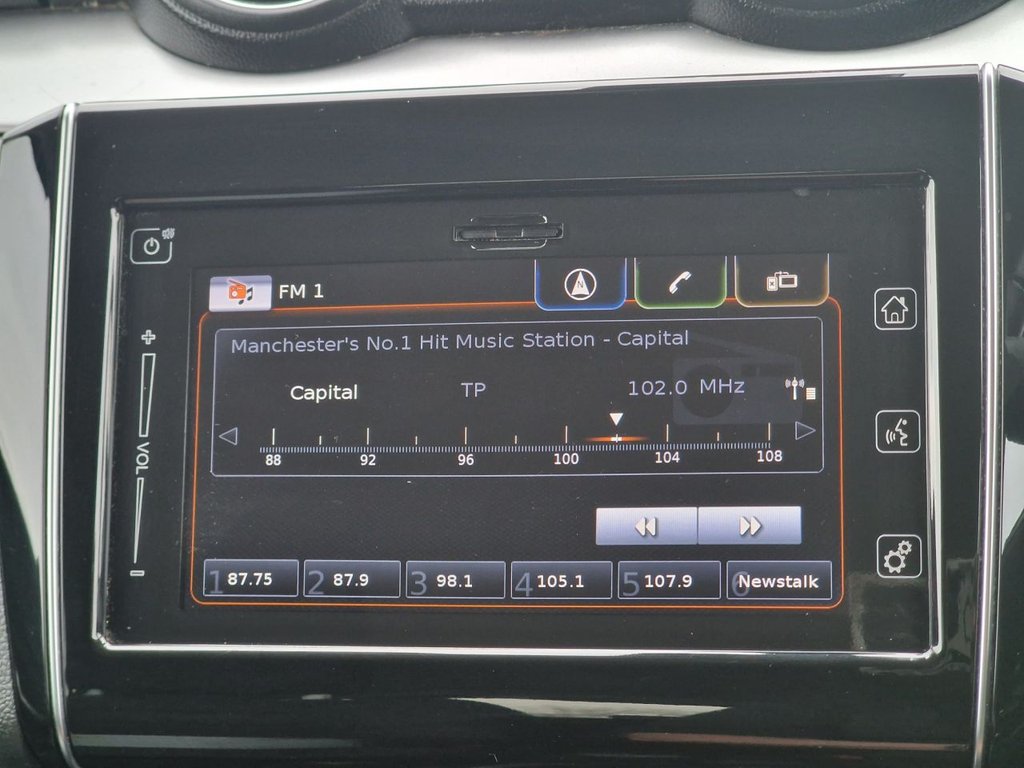 FM 1
N
Manchester's No.1 Hit Music Station - Capital
Capital TP 102.0 MHz
88 92 96 100 104 108
VOL
1 87.75 2 87.9 3 98.1 4 105.1 5 107.9 6 Newstalk